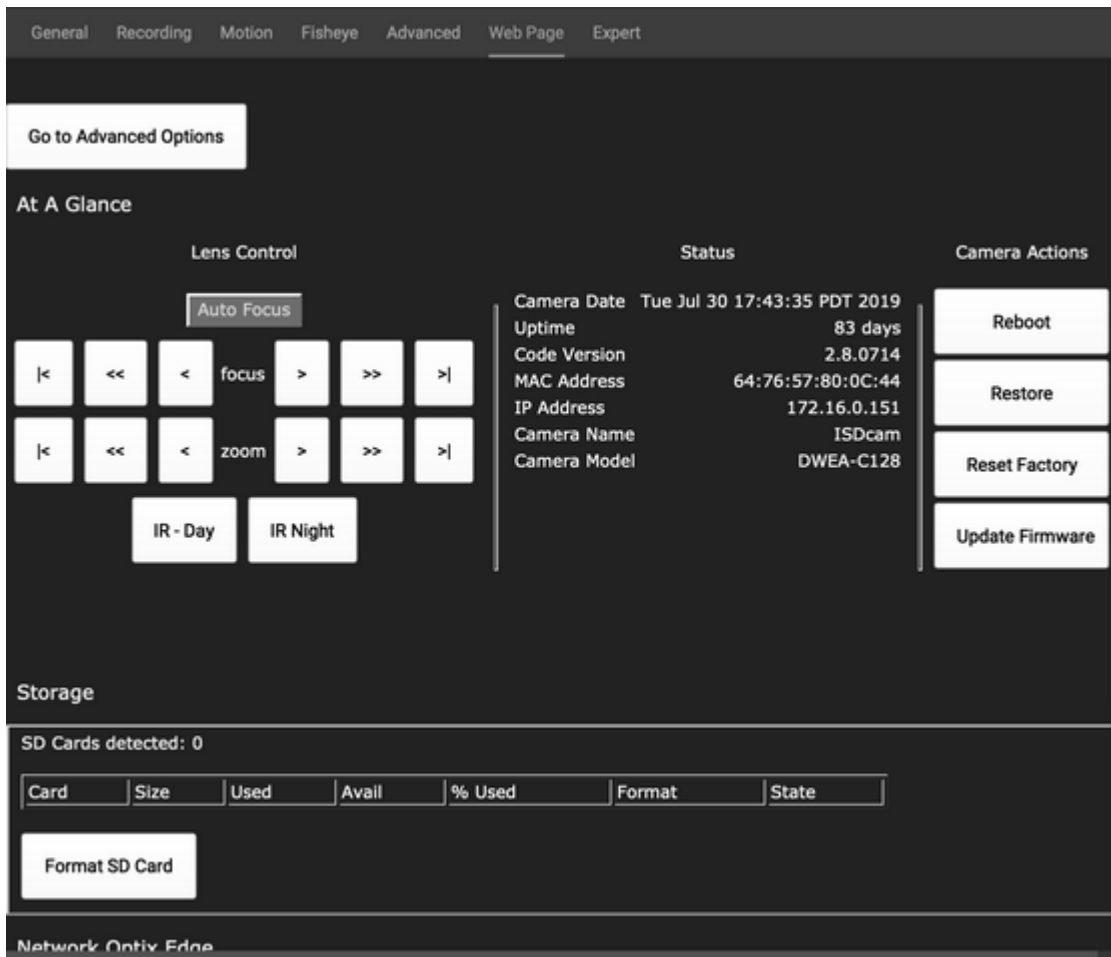 General Recording Motion Fisheye Advanced Web Page Expert
Go to Advanced Options
At A Glance
Lens Control
Auto Focus
|< << < focus > >> >|
|< << < zoom > >> >|
IR - Day IR Night
Status
Camera Date Tue Jul 30 17:43:35 PDT 2019
Uptime 83 days
Code Version 2.8.0714
MAC Address 64:76:57:80:0C:44
IP Address 172.16.0.151
Camera Name ISDcam
Camera Model DWEA-C128
Camera Actions
Reboot
Restore
Reset Factory
Update Firmware
Storage
SD Cards detected: 0
Card Size Used Avail % Used Format State
Format SD Card
Network Optix Edge